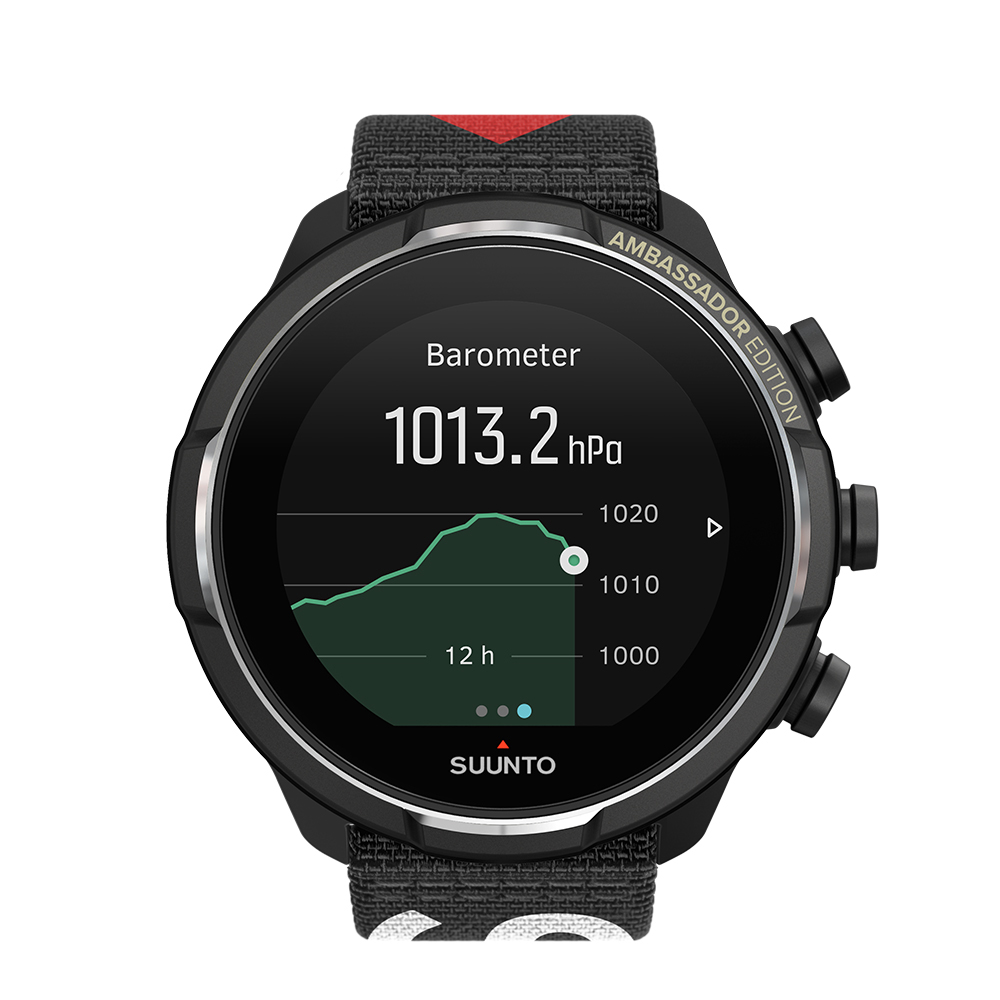 AMBASSADOR EDITION
Barometer
1013.2 hPa
1020
1010
12 h 1000
SUUNTO